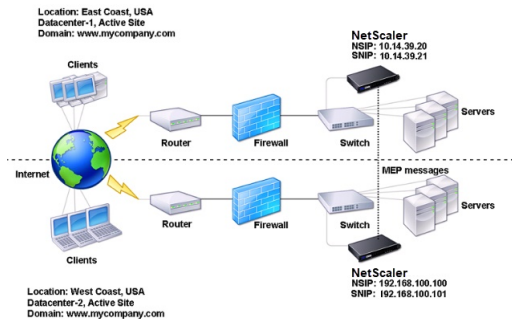 Location: East Coast, USA
Datacenter-1, Active Site
Domain: www.mycompany.com
NetScaler
NSIP: 10.14.39.20
SNIP: 10.14.39.21
Clients
Servers
Router
Firewall
Switch
Internet
MEP messages
Router
Firewall
Switch
Servers
Clients
NetScaler
NSIP: 192.168.100.100
SNIP: I92.168.100.101
Location: West Coast, USA
Datacenter-2, Active Site
Domain: www.mycompany.com